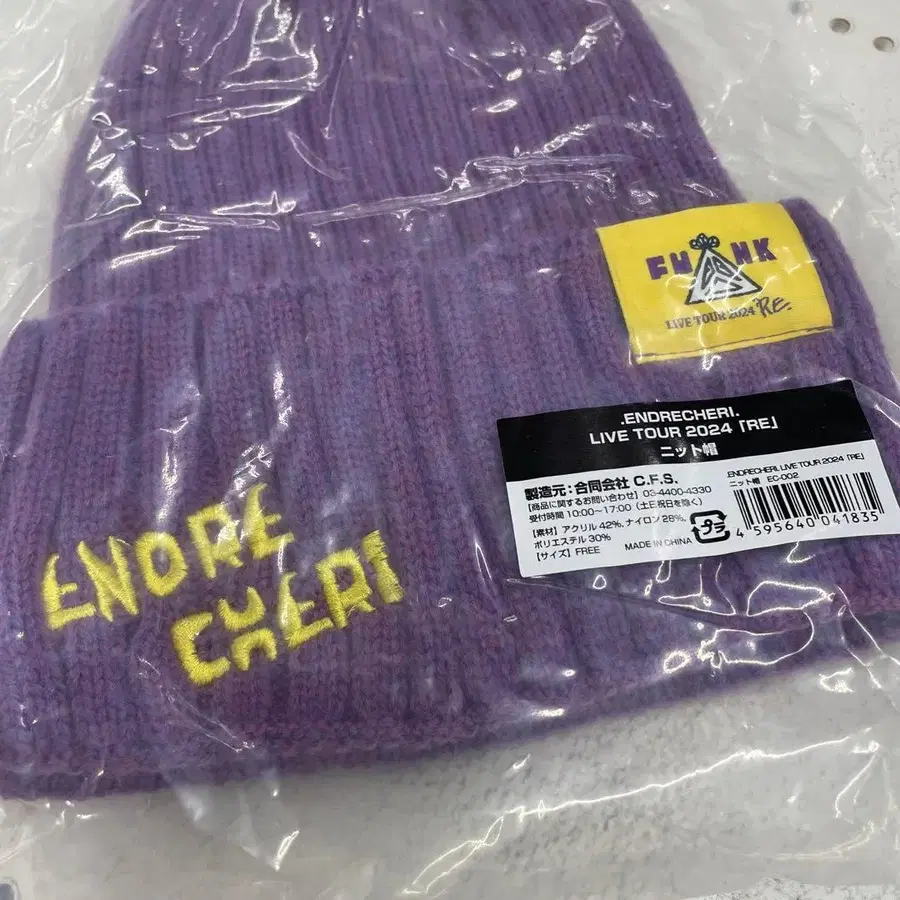 FUNK
LIVE TOUR 2024 "RE."
.ENDRECHERI.
LIVE TOUR 2024「RE」
ニット帽
製造元:合同会社 C.F.S.
[商品に関するお問い合わせ] 03-4400-4330
受付時間 10:00〜17:00 (土日祝日を除く)
[素材] アクリル 42%, ナイロン 28%,
ポリエステル 30%
[サイズ] FREE
MADE IN CHINA
プラ
.ENDRECHERI. LIVE TOUR 2024「RE」
ニット帽 EC-002
4 595640 041835
ENDRE
CHERI